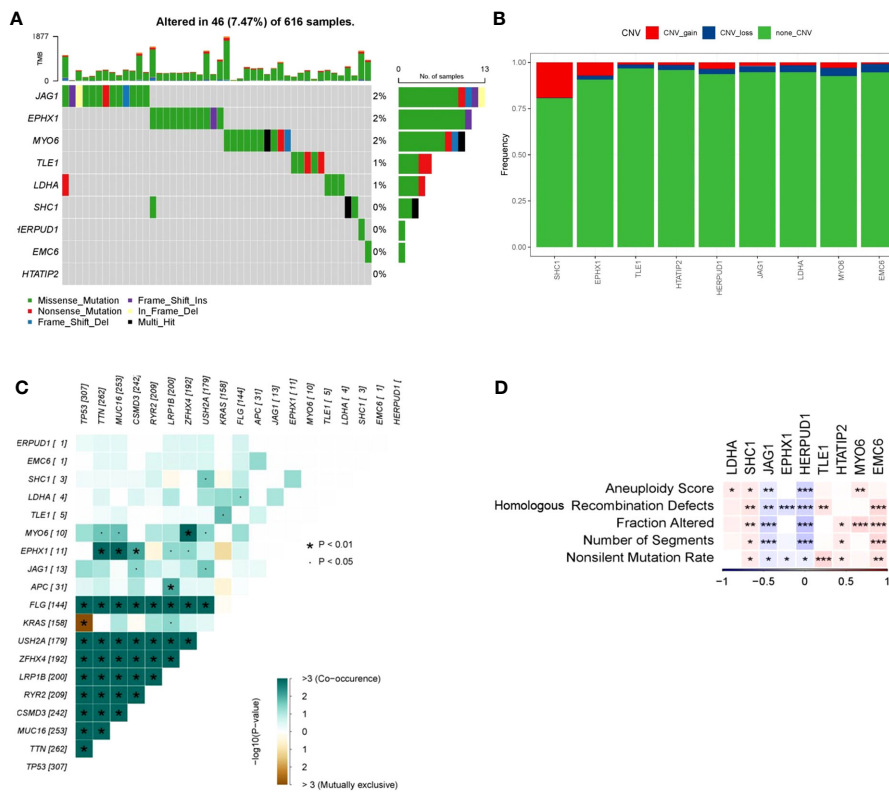 A
Altered in 46 (7.47%) of 616 samples.
1877
TMB
0
0
13
No. of samples
JAG1
2%
EPHX1
2%
MYO6
2%
TLE1
1%
LDHA
1%
SHC1
0%
HERPUD1
0%
EMC6
0%
HTATIP2
0%
Missense_Mutation
Frame_Shift_Ins
Nonsense_Mutation
In_Frame_Del
Frame_Shift_Del
Multi_Hit
B
CNV CNV_gain CNV_loss none_CNV
1.00
0.75
0.50
0.25
0.00
Frequency
SHC1
EPHX1
TLE1
HTATIP2
HERPUD1
JAG1
LDHA
MYO6
EMC6
C
TP53 [307]
TTN [262]
MUC16 [253]
CSMD3 [242]
RYR2 [209]
LRP1B [200]
ZFHX4 [192]
USH2A [179]
KRAS [158]
FLG [144]
APC [ 31]
JAG1 [ 13]
EPHX1 [ 11]
MYO6 [ 10]
TLE1 [ 5]
LDHA [ 4]
SHC1 [ 3]
EMC6 [ 1]
HERPUD1 [
ERPUD1 [ 1]
EMC6 [ 1]
SHC1 [ 3]
LDHA [ 4]
TLE1 [ 5]
MYO6 [ 10]
EPHX1 [ 11]
JAG1 [ 13]
APC [ 31]
FLG [144]
KRAS [158]
USH2A [179]
ZFHX4 [192]
LRP1B [200]
RYR2 [209]
CSMD3 [242]
MUC16 [253]
TTN [262]
TP53 [307]
* P < 0.01
· P < 0.05
>3 (Co-occurence)
2
1
0
1
2
> 3 (Mutually exclusive)
−log10(P-value)
D
LDHA
SHC1
JAG1
EPHX1
HERPUD1
TLE1
HTATIP2
MYO6
EMC6
Aneuploidy Score * * ** *** **
Homologous Recombination Defects ** ** *** *** ** ***
Fraction Altered ** *** *** * *** ***
Number of Segments * *** *** * ***
Nonsilent Mutation Rate * * * * *** * **
−1 −0.5 0 0.5 1